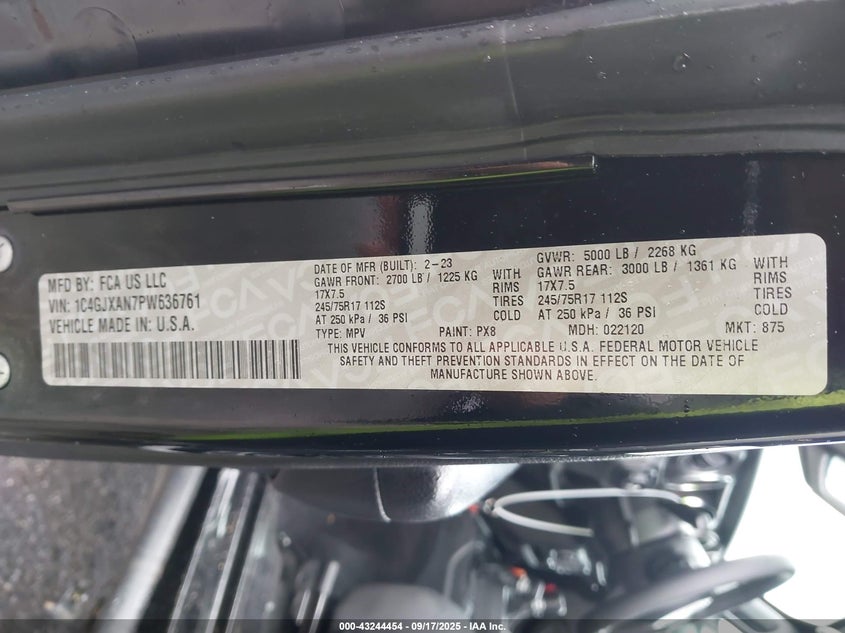 MFD BY: FCA US LLC
VIN: 1C4GJXAN7PW636761
VEHICLE MADE IN: U.S.A.
DATE OF MFR (BUILT): 2-23
GAWR FRONT: 2700 LB / 1225 KG WITH
17X7.5 RIMS
245/75R17 112S
AT 250 kPa / 36 PSI COLD
GVWR: 5000 LB / 2268 KG
GAWR REAR: 3000 LB / 1361 KG WITH
17X7.5 RIMS
245/75R17 112S
AT 250 kPa / 36 PSI COLD
TYPE: MPV PAINT: PX8 MDH: 022120 MKT: 875
THIS VEHICLE CONFORMS TO ALL APPLICABLE U.S.A. FEDERAL MOTOR VEHICLE
SAFETY AND THEFT PREVENTION STANDARDS IN EFFECT ON THE DATE OF
MANUFACTURE SHOWN ABOVE.
000-43244454 - 09/17/2025 - IAA Inc.